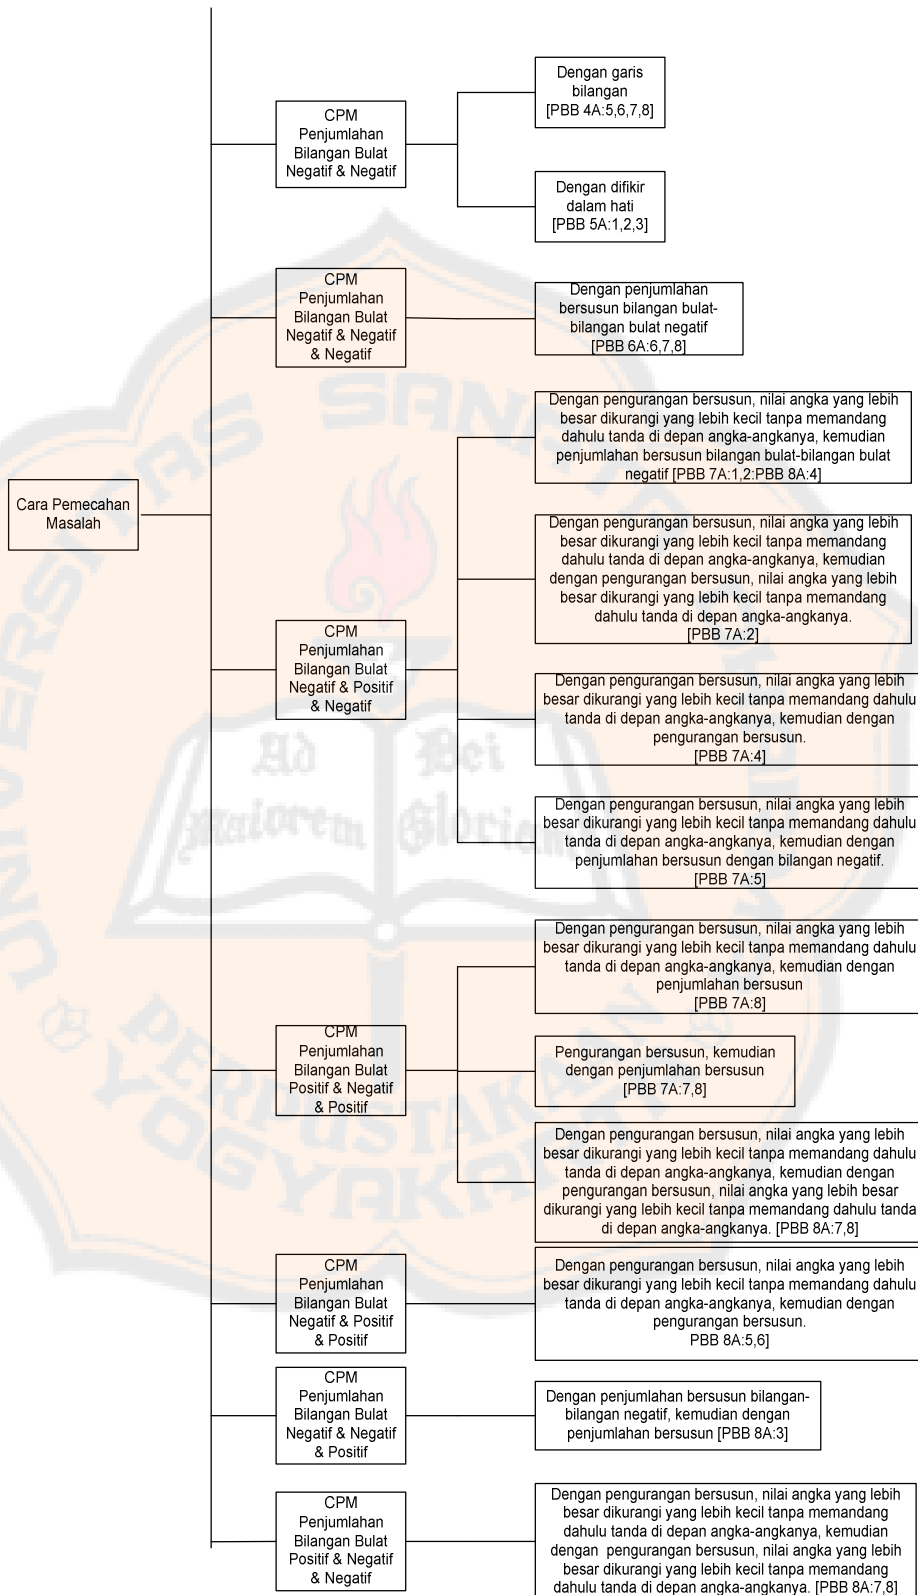 Dengan garis
bilangan
[PBB 4A:5,6,7,8]
CPM
Penjumlahan
Bilangan Bulat
Negatif & Negatif
Dengan difikir
dalam hati
[PBB 5A:1,2,3]
CPM
Penjumlahan
Bilangan Bulat
Negatif & Negatif
& Negatif
Dengan penjumlahan
bersusun bilangan bulat-
bilangan bulat negatif
[PBB 6A:6,7,8]
Cara Pemecahan
Masalah
Dengan pengurangan bersusun, nilai angka yang lebih
besar dikurangi yang lebih kecil tanpa memandang
dahulu tanda di depan angka-angkanya, kemudian
penjumlahan bersusun bilangan bulat-bilangan bulat
negatif [PBB 7A:1,2:PBB 8A:4]
Dengan pengurangan bersusun, nilai angka yang lebih
besar dikurangi yang lebih kecil tanpa memandang
dahulu tanda di depan angka-angkanya, kemudian
dengan pengurangan bersusun, nilai angka yang lebih
besar dikurangi yang lebih kecil tanpa memandang
dahulu tanda di depan angka-angkanya.
[PBB 7A:2]
CPM
Penjumlahan
Bilangan Bulat
Negatif & Positif
& Negatif
Dengan pengurangan bersusun, nilai angka yang lebih
besar dikurangi yang lebih kecil tanpa memandang dahulu
tanda di depan angka-angkanya, kemudian dengan
pengurangan bersusun.
[PBB 7A:4]
Dengan pengurangan bersusun, nilai angka yang lebih
besar dikurangi yang lebih kecil tanpa memandang dahulu
tanda di depan angka-angkanya, kemudian dengan
penjumlahan bersusun dengan bilangan negatif.
[PBB 7A:5]
Dengan pengurangan bersusun, nilai angka yang lebih
besar dikurangi yang lebih kecil tanpa memandang dahulu
tanda di depan angka-angkanya, kemudian dengan
penjumlahan bersusun
[PBB 7A:8]
CPM
Penjumlahan
Bilangan Bulat
Positif & Negatif
& Positif
Pengurangan bersusun, kemudian
dengan penjumlahan bersusun
[PBB 7A:7,8]
Dengan pengurangan bersusun, nilai angka yang lebih
besar dikurangi yang lebih kecil tanpa memandang dahulu
tanda di depan angka-angkanya, kemudian dengan
pengurangan bersusun, nilai angka yang lebih besar
dikurangi yang lebih kecil tanpa memandang dahulu tanda
di depan angka-angkanya. [PBB 8A:7,8]
CPM
Penjumlahan
Bilangan Bulat
Negatif & Positif
& Positif
Dengan pengurangan bersusun, nilai angka yang lebih
besar dikurangi yang lebih kecil tanpa memandang dahulu
tanda di depan angka-angkanya, kemudian dengan
pengurangan bersusun.
PBB 8A:5,6]
CPM
Penjumlahan
Bilangan Bulat
Negatif & Negatif
& Positif
Dengan penjumlahan bersusun bilangan-
bilangan negatif, kemudian dengan
penjumlahan bersusun [PBB 8A:3]
CPM
Penjumlahan
Bilangan Bulat
Positif & Negatif
& Negatif
Dengan pengurangan bersusun, nilai angka yang lebih
besar dikurangi yang lebih kecil tanpa memandang
dahulu tanda di depan angka-angkanya, kemudian
dengan  pengurangan bersusun, nilai angka yang lebih
besar dikurangi yang lebih kecil tanpa memandang
dahulu tanda di depan angka-angkanya. [PBB 8A:7,8]
UNIVERSITAS SANATA DHARMA
Ad Dei
Maiorem Gloriam
PERPUSTAKAAN
YOGYAKARTA